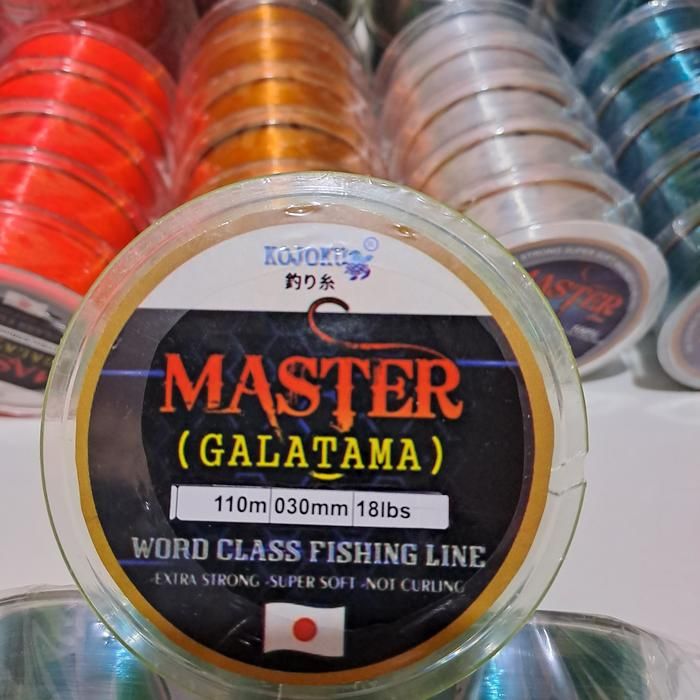 KOJOKU®
釣り糸
MASTER
(GALATAMA)
110m 030mm 18lbs
WORD CLASS FISHING LINE
-EXTRA STRONG -SUPER SOFT -NOT CURLING
MASTER